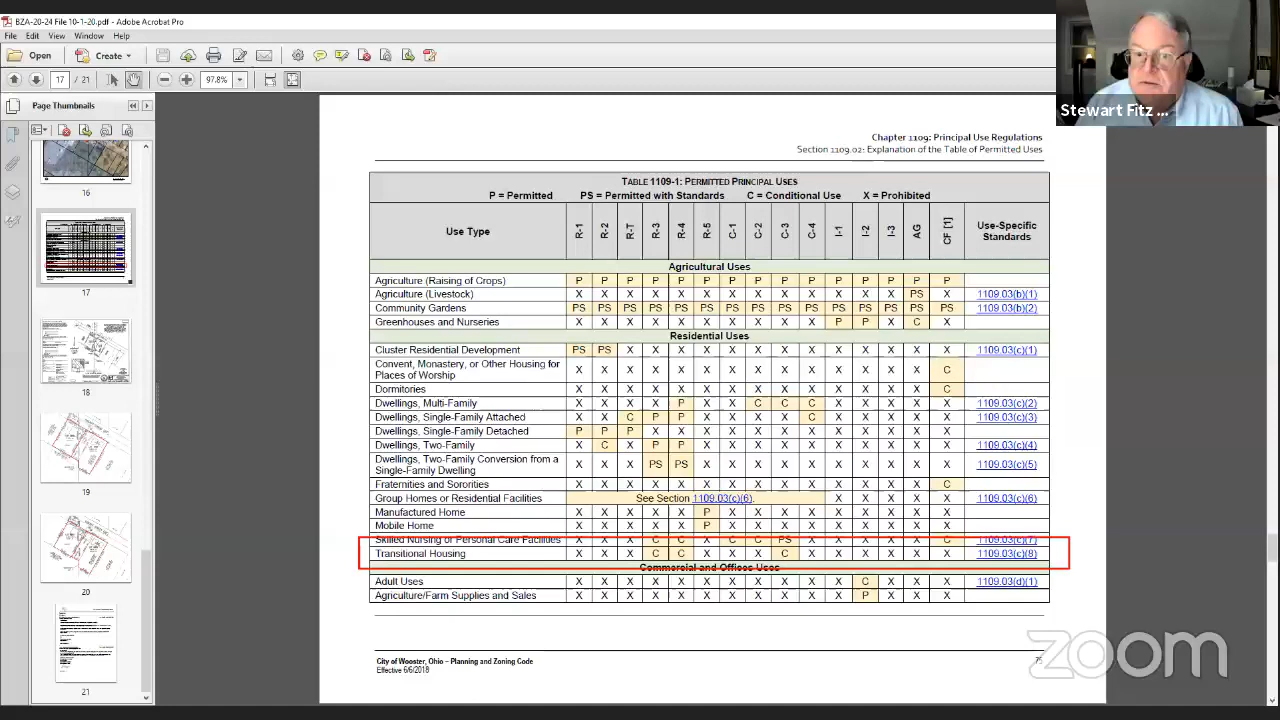 BZA-20-24 File 10-1-20.pdf - Adobe Acrobat Pro
File Edit View Window Help
Open Create
17 / 21 97.8%
Page Thumbnails
16
17
18
19
20
21
Stewart Fitz ...
Chapter 1109: Principal Use Regulations
Section 1109.02: Explanation of the Table of Permitted Uses
TABLE 1109-1: PERMITTED PRINCIPAL USES
P = Permitted PS = Permitted with Standards C = Conditional Use X = Prohibited
Use Type R-1 R-2 R-T R-3 R-4 R-5 C-1 C-2 C-3 C-4 I-1 I-2 I-3 AG CF [1] Use-Specific Standards
Agricultural Uses
Agriculture (Raising of Crops) P P P P P P P P P P P P P P P
Agriculture (Livestock) X X X X X X X X X X X X X PS X 1109.03(b)(1)
Community Gardens PS PS PS PS PS PS PS PS PS PS PS PS PS PS PS 1109.03(b)(2)
Greenhouses and Nurseries X X X X X X X X X X P P X C X
Residential Uses
Cluster Residential Development PS PS X X X X X X X X X X X X X 1109.03(c)(1)
Convent, Monastery, or Other Housing for
Places of Worship X X X X X X X X X X X X X X C
Dormitories X X X X X X X X X X X X X X C
Dwellings, Multi-Family X X X X P X X C C C X X X X X 1109.03(c)(2)
Dwellings, Single-Family Attached X X C P P X X X X C X X X X X 1109.03(c)(3)
Dwellings, Single-Family Detached P P P X X X X X X X X X X X X
Dwellings, Two-Family X C X P P X X X X X X X X X X 1109.03(c)(4)
Dwellings, Two-Family Conversion from a
Single-Family Dwelling X X X PS PS X X X X X X X X X X 1109.03(c)(5)
Fraternities and Sororities X X X X X X X X X X X X X X C
Group Homes or Residential Facilities See Section 1109.03(c)(6). X X X X X 1109.03(c)(6)
Manufactured Home X X X X X P X X X X X X X X X
Mobile Home X X X X X P X X X X X X X X X
Skilled Nursing or Personal Care Facilities X X X C C X C C PS X X X X X C 1109.03(c)(7)
Transitional Housing X X X C C X X X C X X X X X X 1109.03(c)(8)
Commercial and Offices Uses
Adult Uses X X X X X X X X X X X C X X X 1109.03(d)(1)
Agriculture/Farm Supplies and Sales X X X X X X X X X X X P X X X
City of Wooster, Ohio – Planning and Zoning Code
Effective 6/6/2018
zoom